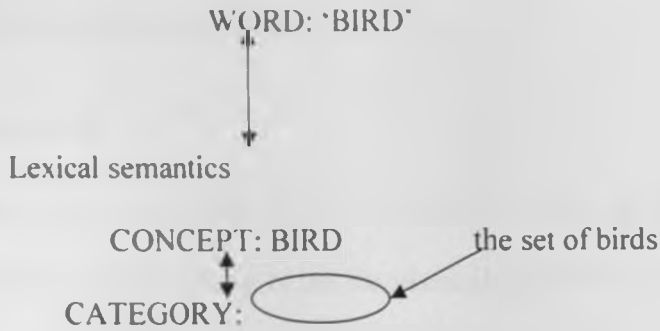 WORD: 'BIRD'
Lexical semantics
CONCEPT: BIRD the set of birds
CATEGORY: